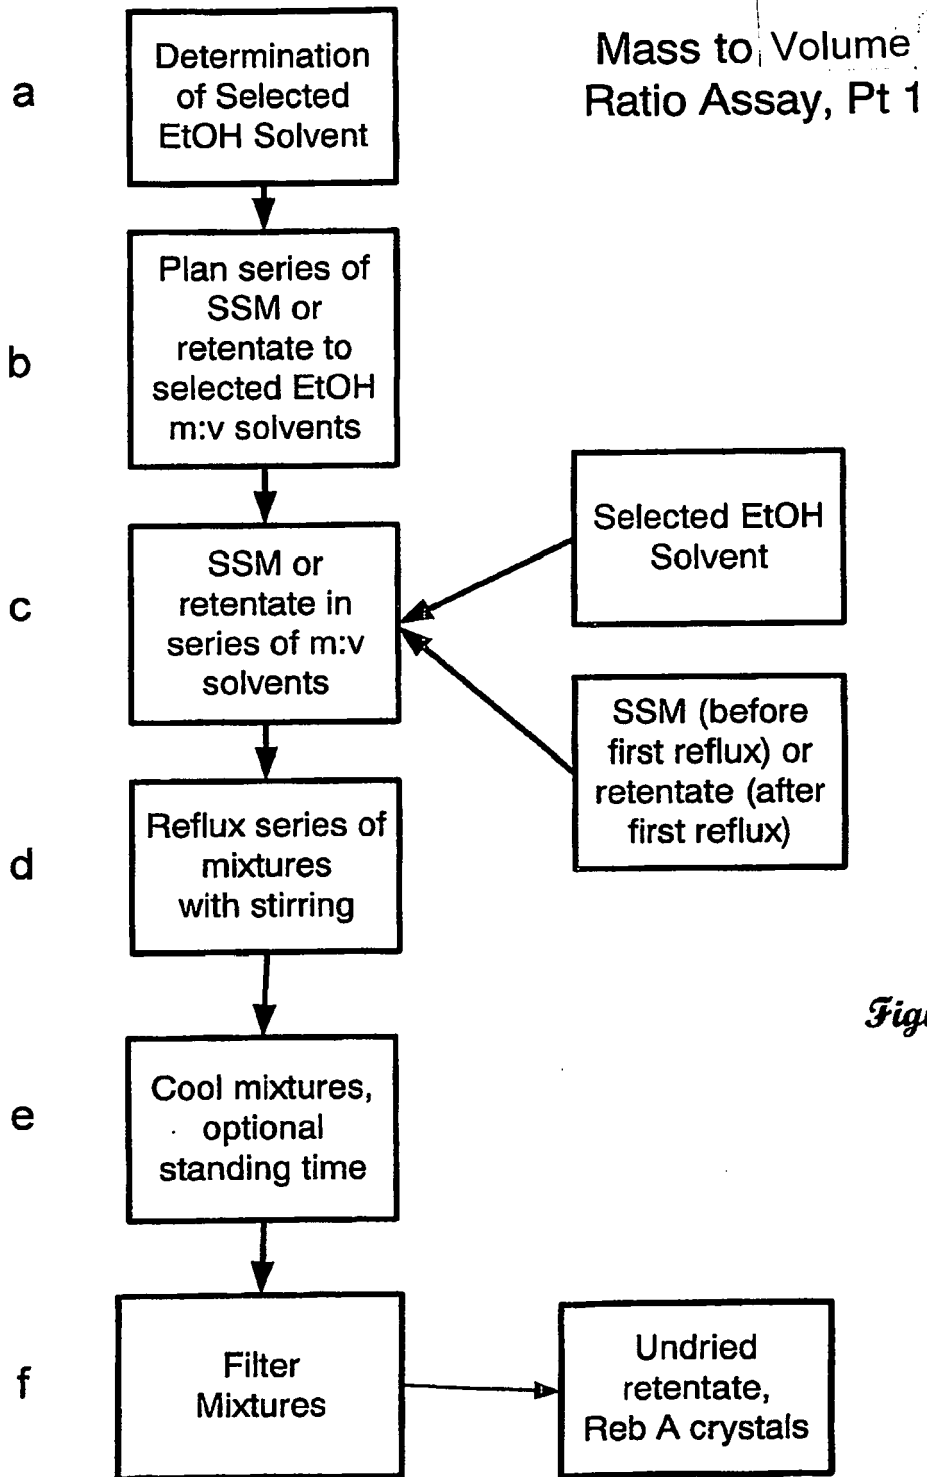 Mass to Volume
Ratio Assay, Pt 1
a
Determination
of Selected
EtOH Solvent
b
Plan series of
SSM or
retentate to
selected EtOH
m:v solvents
c
SSM or
retentate in
series of m:v
solvents
Selected EtOH
Solvent
SSM (before
first reflux) or
retentate (after
first reflux)
d
Reflux series of
mixtures
with stirring
e
Cool mixtures,
optional
standing time
f
Filter
Mixtures
Undried
retentate,
Reb A crystals